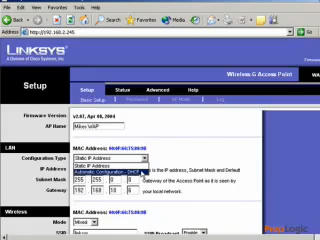 File Edit View Favorites Tools Help
Back Search Favorites Media
Address http://192.168.2.245
LINKSYS
A Division of Cisco Systems, Inc.
Wireless-G Access Point
Setup
Setup Status Advanced Help
Basic Setup | Password | AP Mode | Log
Firmware Version v2.07, Apr 08, 2004
AP Name Mikes WAP
LAN
MAC Address:
Configuration Type Static IP Address
Static IP Address
Automatic Configuration - DHCP
IP Address is the IP address, Subnet Mask and Default
Subnet Mask 255 255 0 0 Gateway of the Access Point as it is seen by
Gateway 192 168 10 6 your local network.
Wireless
MAC Address:
Mode Mixed
SSID SSID Broadcast Enable